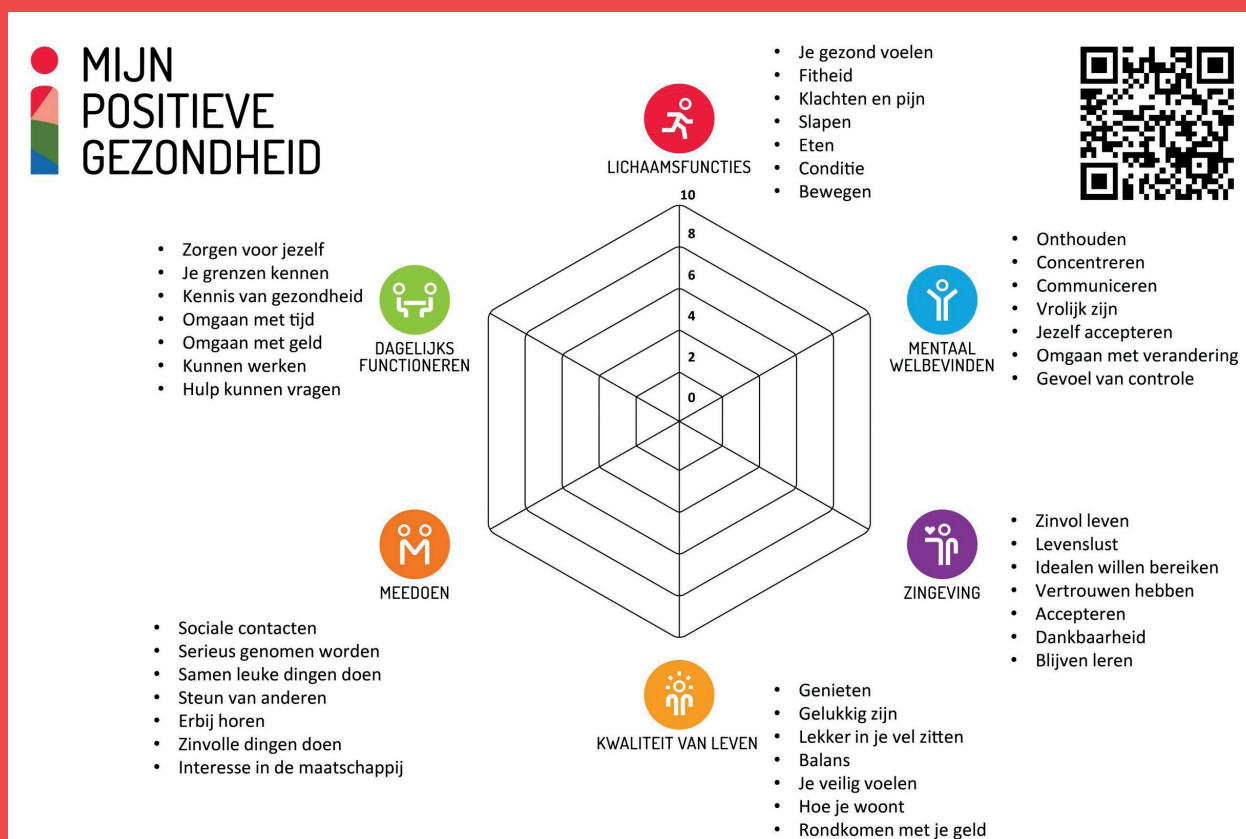 MIJN
POSITIEVE
GEZONDHEID
LICHAAMSFUNCTIES
• Je gezond voelen
• Fitheid
• Klachten en pijn
• Slapen
• Eten
• Conditie
• Bewegen
10
8
6
4
2
0
MENTAAL
WELBEVINDEN
• Onthouden
• Concentreren
• Communiceren
• Vrolijk zijn
• Jezelf accepteren
• Omgaan met verandering
• Gevoel van controle
ZINGEVING
• Zinvol leven
• Levenslust
• Idealen willen bereiken
• Vertrouwen hebben
• Accepteren
• Dankbaarheid
• Blijven leren
KWALITEIT VAN LEVEN
• Genieten
• Gelukkig zijn
• Lekker in je vel zitten
• Balans
• Je veilig voelen
• Hoe je woont
• Rondkomen met je geld
MEEDOEN
• Sociale contacten
• Serieus genomen worden
• Samen leuke dingen doen
• Steun van anderen
• Erbij horen
• Zinvolle dingen doen
• Interesse in de maatschappij
DAGELIJKS
FUNCTIONEREN
• Zorgen voor jezelf
• Je grenzen kennen
• Kennis van gezondheid
• Omgaan met tijd
• Omgaan met geld
• Kunnen werken
• Hulp kunnen vragen